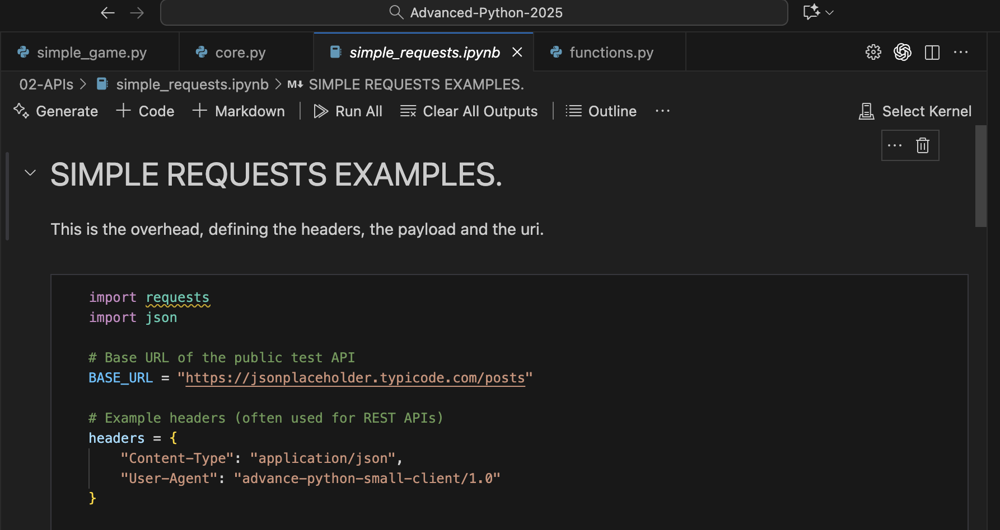 Advanced-Python-2025
simple_game.py
core.py
simple_requests.ipynb
functions.py
02-APIs > simple_requests.ipynb > M↓ SIMPLE REQUESTS EXAMPLES.
Generate + Code + Markdown | Run All Clear All Outputs | Outline ... Select Kernel
SIMPLE REQUESTS EXAMPLES.
This is the overhead, defining the headers, the payload and the uri.
import requests
import json
# Base URL of the public test API
BASE_URL = "https://jsonplaceholder.typicode.com/posts"
# Example headers (often used for REST APIs)
headers = {
    "Content-Type": "application/json",
    "User-Agent": "advance-python-small-client/1.0"
}